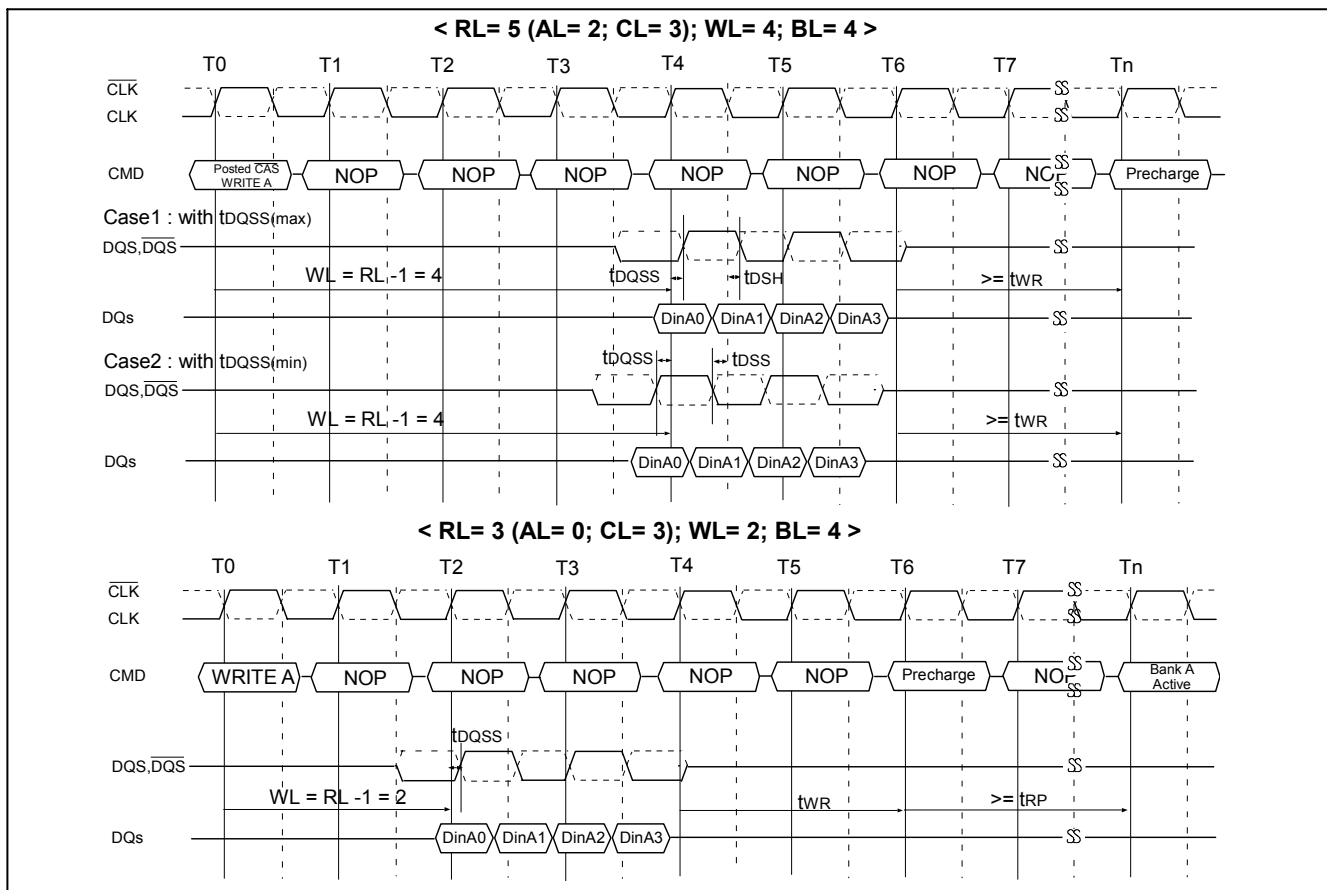 < RL= 5 (AL= 2; CL= 3); WL= 4; BL= 4 >
T0 T1 T2 T3 T4 T5 T6 T7 Tn
CLK
CLK
CMD Posted CAS WRITE A NOP NOP NOP NOP NOP NOP NOP Precharge
Case1 : with tDQSS(max)
DQS,DQS
tDQSS tDSH
WL = RL -1 = 4 >= tWR
DQs DinA0 DinA1 DinA2 DinA3
Case2 : with tDQSS(min)
tDQSS tDSS
DQS,DQS
WL = RL -1 = 4 >= tWR
DQs DinA0 DinA1 DinA2 DinA3
< RL= 3 (AL= 0; CL= 3); WL= 2; BL= 4 >
T0 T1 T2 T3 T4 T5 T6 T7 Tn
CLK
CLK
CMD WRITE A NOP NOP NOP NOP NOP Precharge NOP Bank A Active
tDQSS
DQS,DQS
WL = RL -1 = 2 tWR >= tRP
DQs DinA0 DinA1 DinA2 DinA3